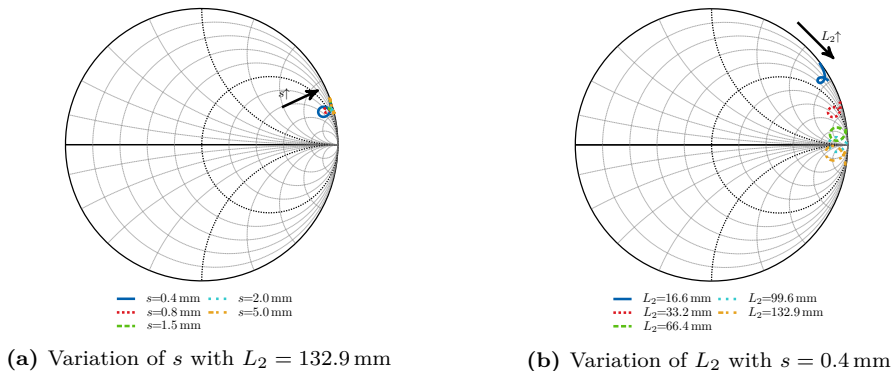 s↑
L₂↑
s=0.4 mm
s=2.0 mm
s=0.8 mm
s=5.0 mm
s=1.5 mm
L₂=16.6 mm
L₂=99.6 mm
L₂=33.2 mm
L₂=132.9 mm
L₂=66.4 mm
(a) Variation of s with L₂ = 132.9 mm
(b) Variation of L₂ with s = 0.4 mm